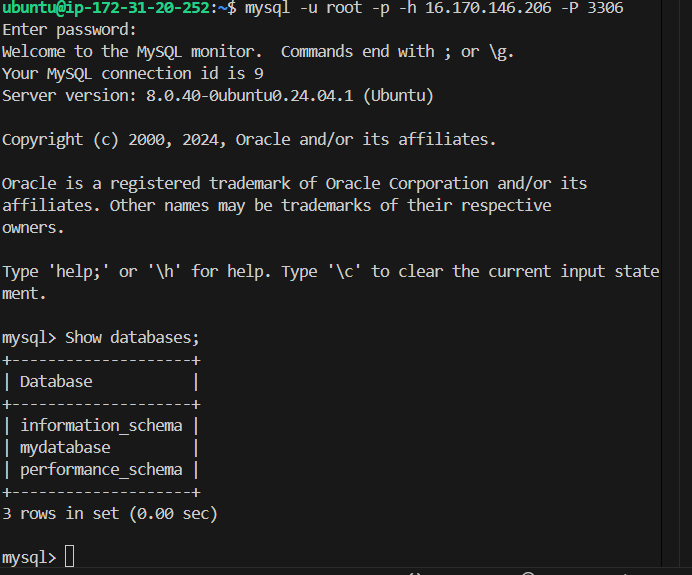 ubuntu@ip-172-31-20-252:~$ mysql -u root -p -h 16.170.146.206 -P 3306
Enter password:
Welcome to the MySQL monitor.  Commands end with ; or \g.
Your MySQL connection id is 9
Server version: 8.0.40-0ubuntu0.24.04.1 (Ubuntu)

Copyright (c) 2000, 2024, Oracle and/or its affiliates.

Oracle is a registered trademark of Oracle Corporation and/or its
affiliates. Other names may be trademarks of their respective
owners.

Type 'help;' or '\h' for help. Type '\c' to clear the current input state
ment.

mysql> Show databases;
+--------------------+
| Database           |
+--------------------+
| information_schema |
| mydatabase         |
| performance_schema |
+--------------------+
3 rows in set (0.00 sec)

mysql>